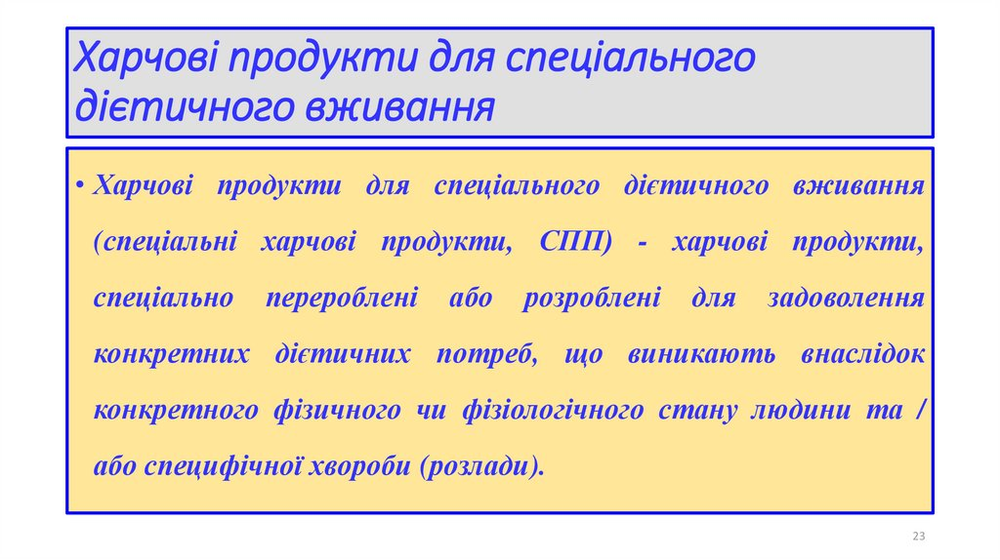 Харчові продукти для спеціального
дієтичного вживання
• Харчові продукти для спеціального дієтичного вживання
(спеціальні харчові продукти, СПП) - харчові продукти,
спеціально перероблені або розроблені для задоволення
конкретних дієтичних потреб, що виникають внаслідок
конкретного фізичного чи фізіологічного стану людини та /
або специфічної хвороби (розлади).
23